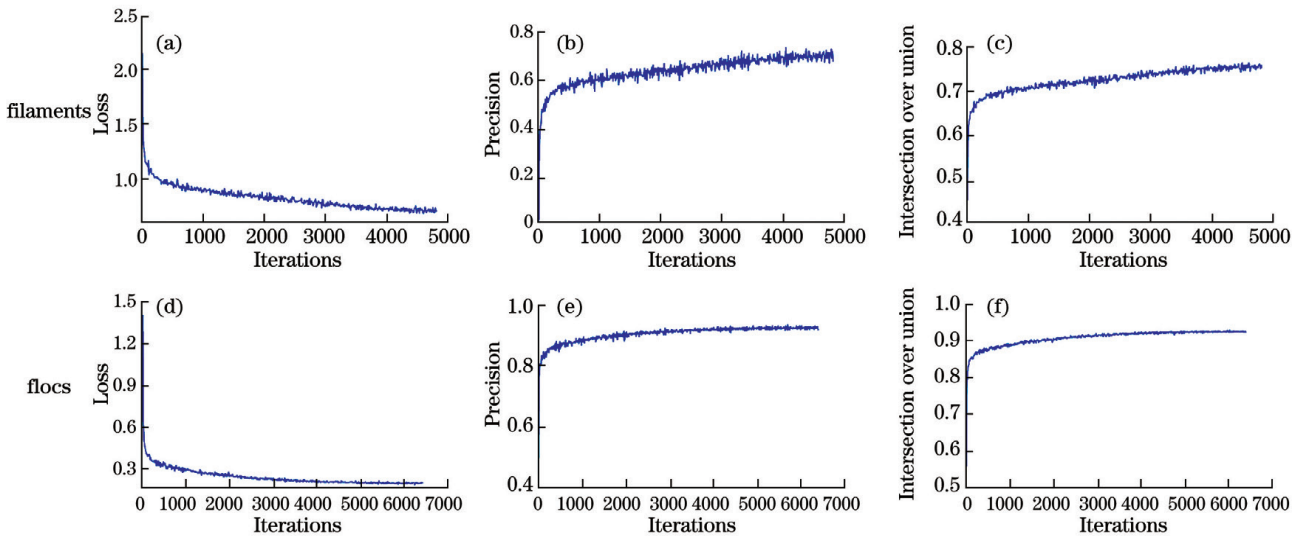 filaments
(a)
Loss
2.5
2.0
1.5
1.0
0 1000 2000 3000 4000 5000
Iterations
(b)
Precision
0.8
0.6
0.4
0.2
0
0 1000 2000 3000 4000 5000
Iterations
(c)
Intersection over union
0.8
0.7
0.6
0.5
0.4
0 1000 2000 3000 4000 5000
Iterations
flocs
(d)
Loss
1.5
1.2
0.9
0.6
0.3
0 1000 2000 3000 4000 5000 6000 7000
Iterations
(e)
Precision
1.0
0.8
0.6
0.4
0 1000 2000 3000 4000 5000 6000 7000
Iterations
(f)
Intersection over union
1.0
0.9
0.8
0.7
0.6
0.5
0 1000 2000 3000 4000 5000 6000 7000
Iterations